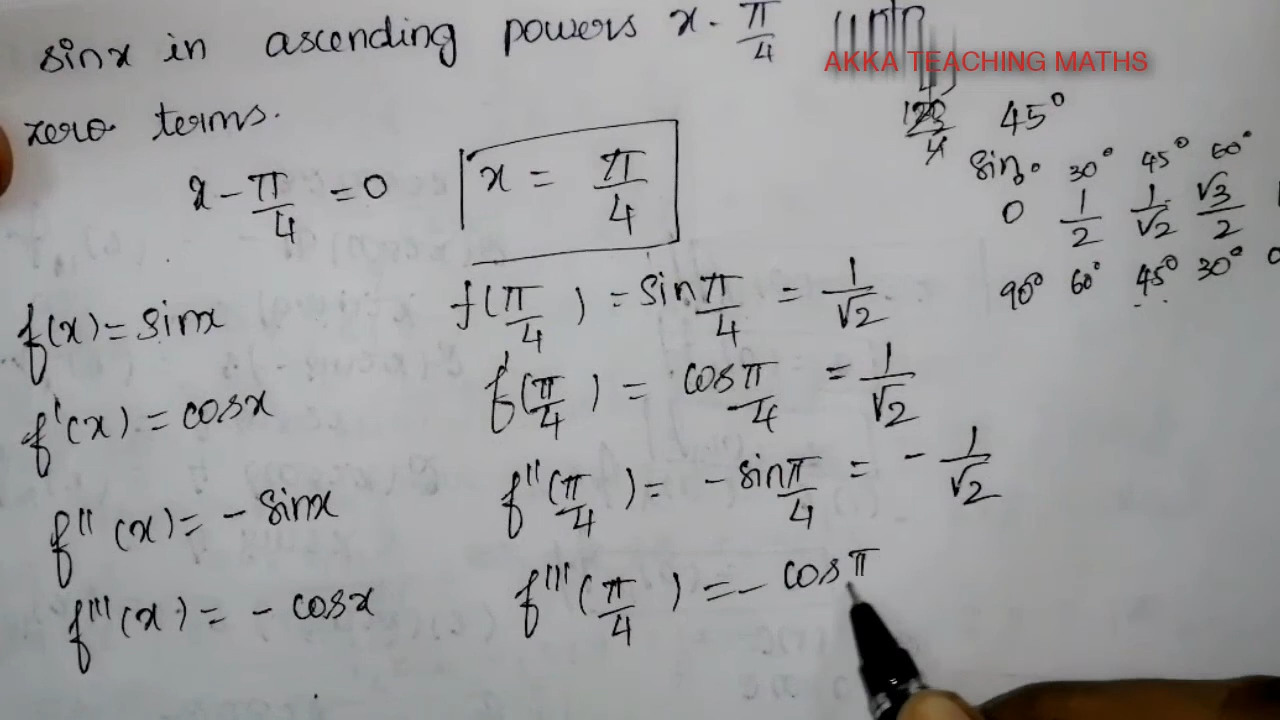 sinx in ascending powers x - π/4 upto
AKKA TEACHING MATHS
zero terms.
45°
x - π/4 = 0
x = π/4
sin 0° 30° 45° 60°
0 1/2 1/√2 √3/2
90° 60° 45° 30° 0
f(x) = sinx
f(π/4) = sin π/4 = 1/√2
f'(x) = cosx
f'(π/4) = cos π/4 = 1/√2
f''(x) = - sinx
f''(π/4) = - sin π/4 = - 1/√2
f'''(x) = - cosx
f'''(π/4) = - cos π